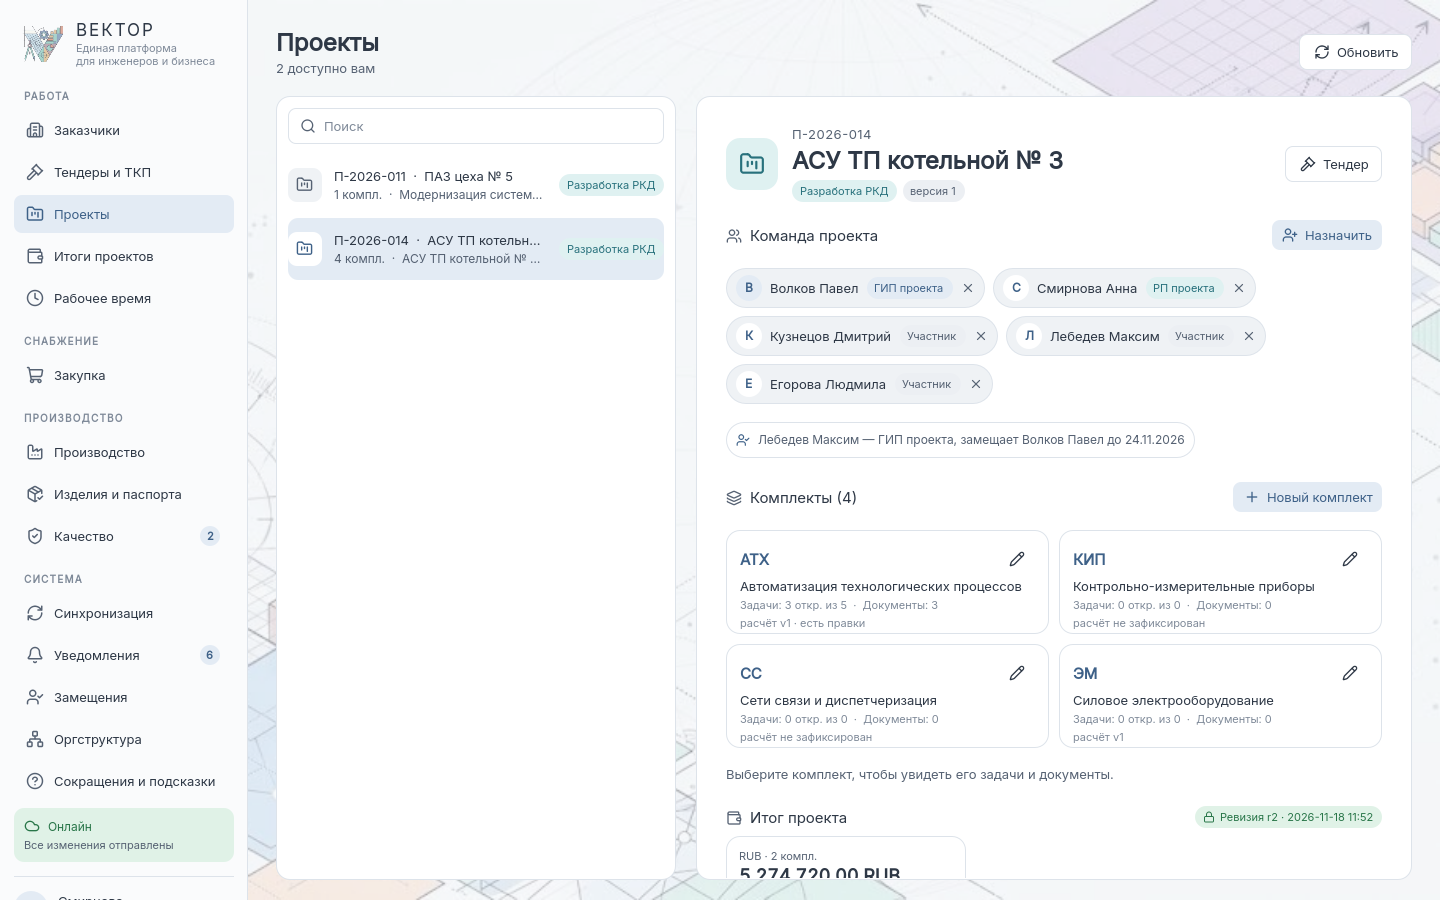 ВЕКТОР
Единая платформа
для инженеров и бизнеса
РАБОТА
Заказчики
Тендеры и ТКП
Проекты
Итоги проектов
Рабочее время
СНАБЖЕНИЕ
Закупка
ПРОИЗВОДСТВО
Производство
Изделия и паспорта
Качество 2
СИСТЕМА
Синхронизация
Уведомления 6
Замещения
Оргструктура
Сокращения и подсказки
Онлайн
Все изменения отправлены
Проекты
2 доступно вам
Обновить
Поиск
П-2026-011 · ПАЗ цеха № 5
1 компл. · Модернизация систем...
Разработка РКД
П-2026-014 · АСУ ТП котельн...
4 компл. · АСУ ТП котельной № ...
Разработка РКД
П-2026-014
АСУ ТП котельной № 3
Разработка РКД версия 1
Тендер
Команда проекта
Назначить
В Волков Павел ГИП проекта
С Смирнова Анна РП проекта
К Кузнецов Дмитрий Участник
Л Лебедев Максим Участник
Е Егорова Людмила Участник
Лебедев Максим — ГИП проекта, замещает Волков Павел до 24.11.2026
Комплекты (4)
Новый комплект
АТХ
Автоматизация технологических процессов
Задачи: 3 откр. из 5 · Документы: 3
расчёт v1 · есть правки
КИП
Контрольно-измерительные приборы
Задачи: 0 откр. из 0 · Документы: 0
расчёт не зафиксирован
СС
Сети связи и диспетчеризация
Задачи: 0 откр. из 0 · Документы: 0
расчёт не зафиксирован
ЭМ
Силовое электрооборудование
Задачи: 0 откр. из 0 · Документы: 0
расчёт v1
Выберите комплект, чтобы увидеть его задачи и документы.
Итог проекта
Ревизия r2 · 2026-11-18 11:52
RUB · 2 компл.
5 274 720,00 RUB